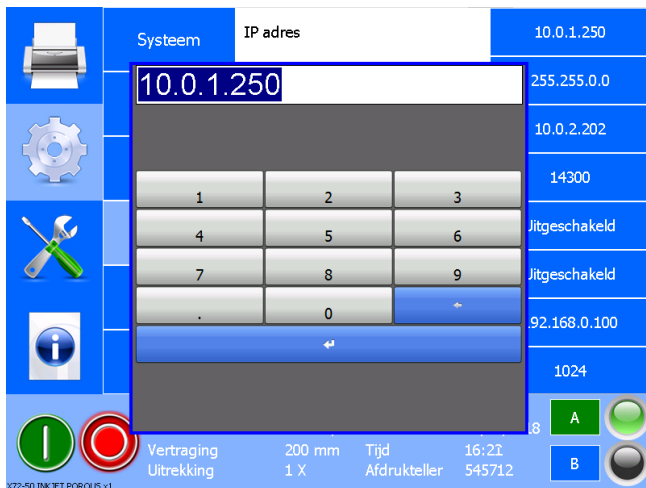 Systeem
IP adres
10.0.1.250
10.0.1.250
255.255.0.0
10.0.2.202
1
2
3
14300
4
5
6
Uitgeschakeld
7
8
9
Uitgeschakeld
.
0
192.168.0.100
1024
A
Vertraging
200 mm
Tijd
16:21
Uitrekking
1 X
Afdrukteller
545712
B
X72-50 INKJET POROUS x1